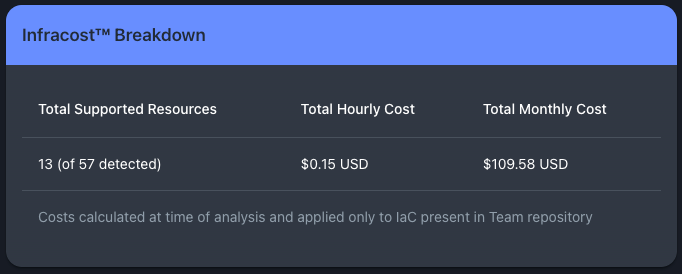 Infracost™ Breakdown
Total Supported Resources Total Hourly Cost Total Monthly Cost
13 (of 57 detected) $0.15 USD $109.58 USD
Costs calculated at time of analysis and applied only to IaC present in Team repository